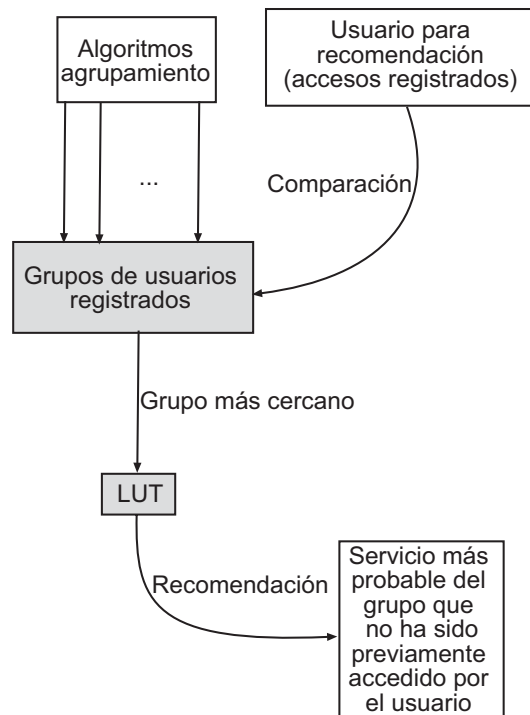 Algoritmos
agrupamiento
Usuario para
recomendación
(accesos registrados)
...
Comparación
Grupos de usuarios
registrados
Grupo más cercano
LUT
Recomendación
Servicio más
probable del
grupo que
no ha sido
previamente
accedido por
el usuario